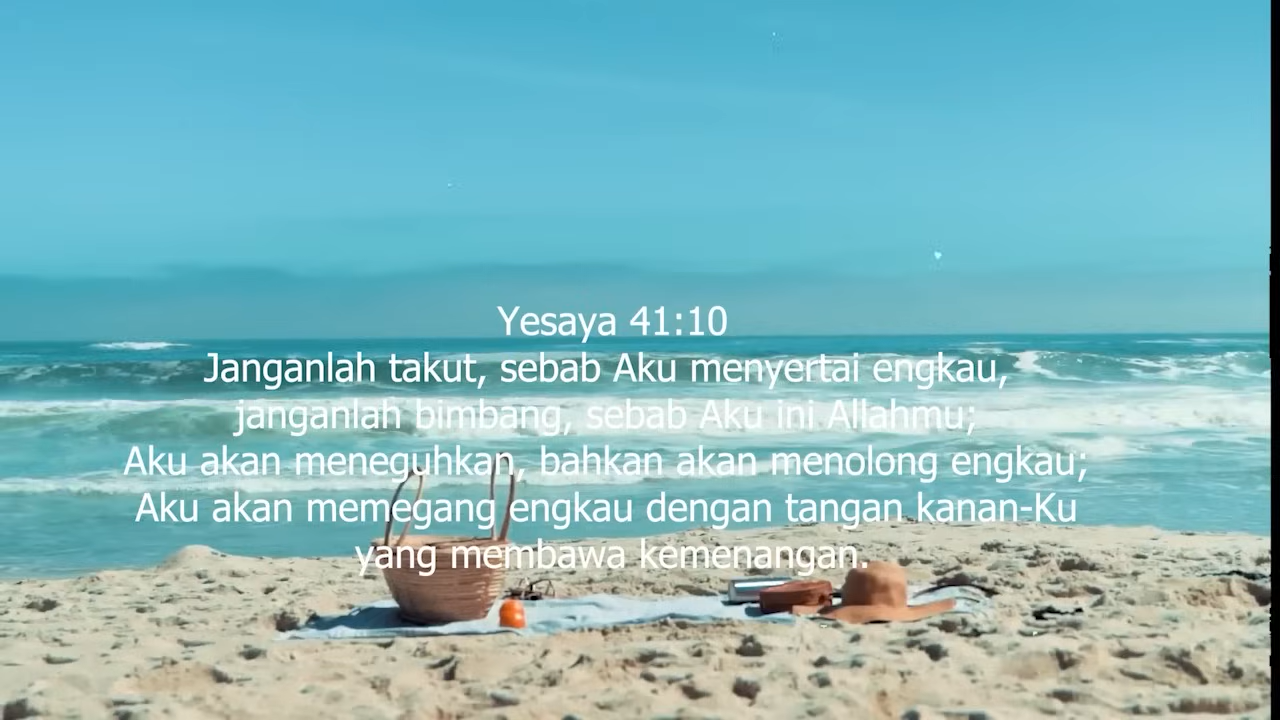 Yesaya 41:10
Janganlah takut, sebab Aku menyertai engkau,
janganlah bimbang, sebab Aku ini Allahmu;
Aku akan meneguhkan, bahkan akan menolong engkau;
Aku akan memegang engkau dengan tangan kanan-Ku
yang membawa kemenangan.